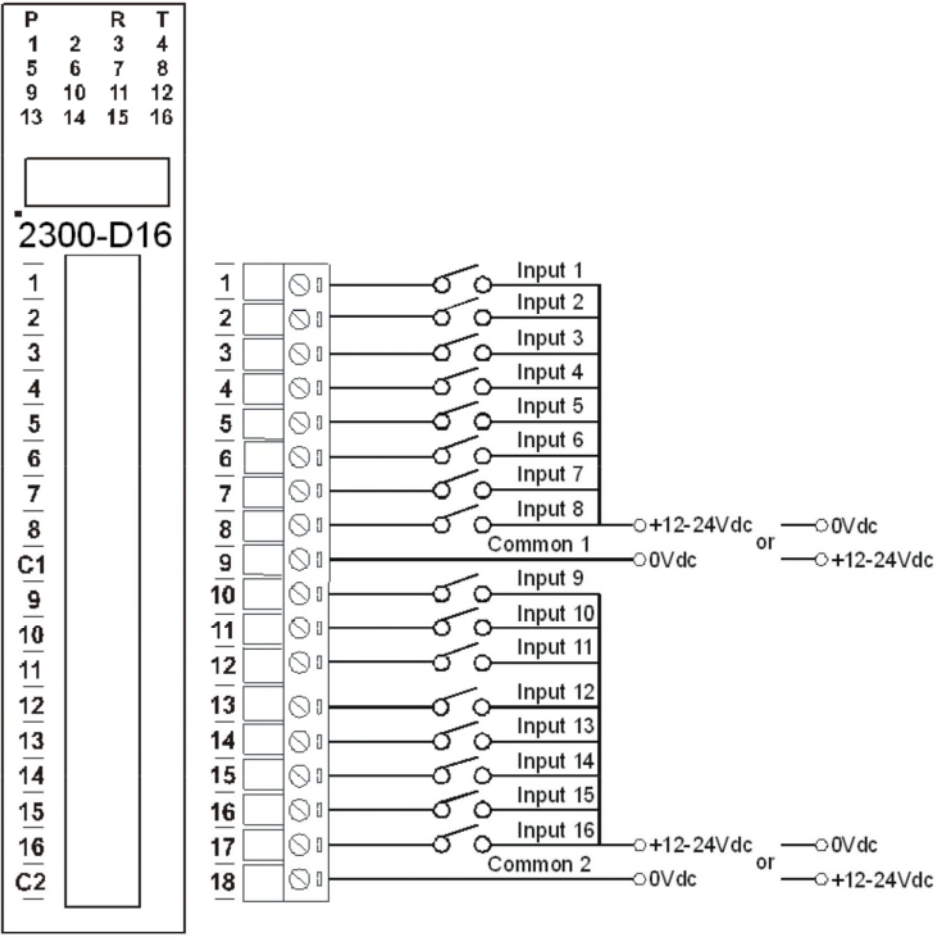 P R T
1 2 3 4
5 6 7 8
9 10 11 12
13 14 15 16
2300-D16
1 1 Input 1
2 2 Input 2
3 3 Input 3
4 4 Input 4
5 5 Input 5
6 6 Input 6
7 7 Input 7
8 8 Input 8 +12-24Vdc or 0Vdc
C1 9 Common 1 0Vdc +12-24Vdc
9 10 Input 9
10 11 Input 10
11 12 Input 11
12 13 Input 12
13 14 Input 13
14 15 Input 14
15 16 Input 15
16 17 Input 16 +12-24Vdc or 0Vdc
C2 18 Common 2 0Vdc +12-24Vdc